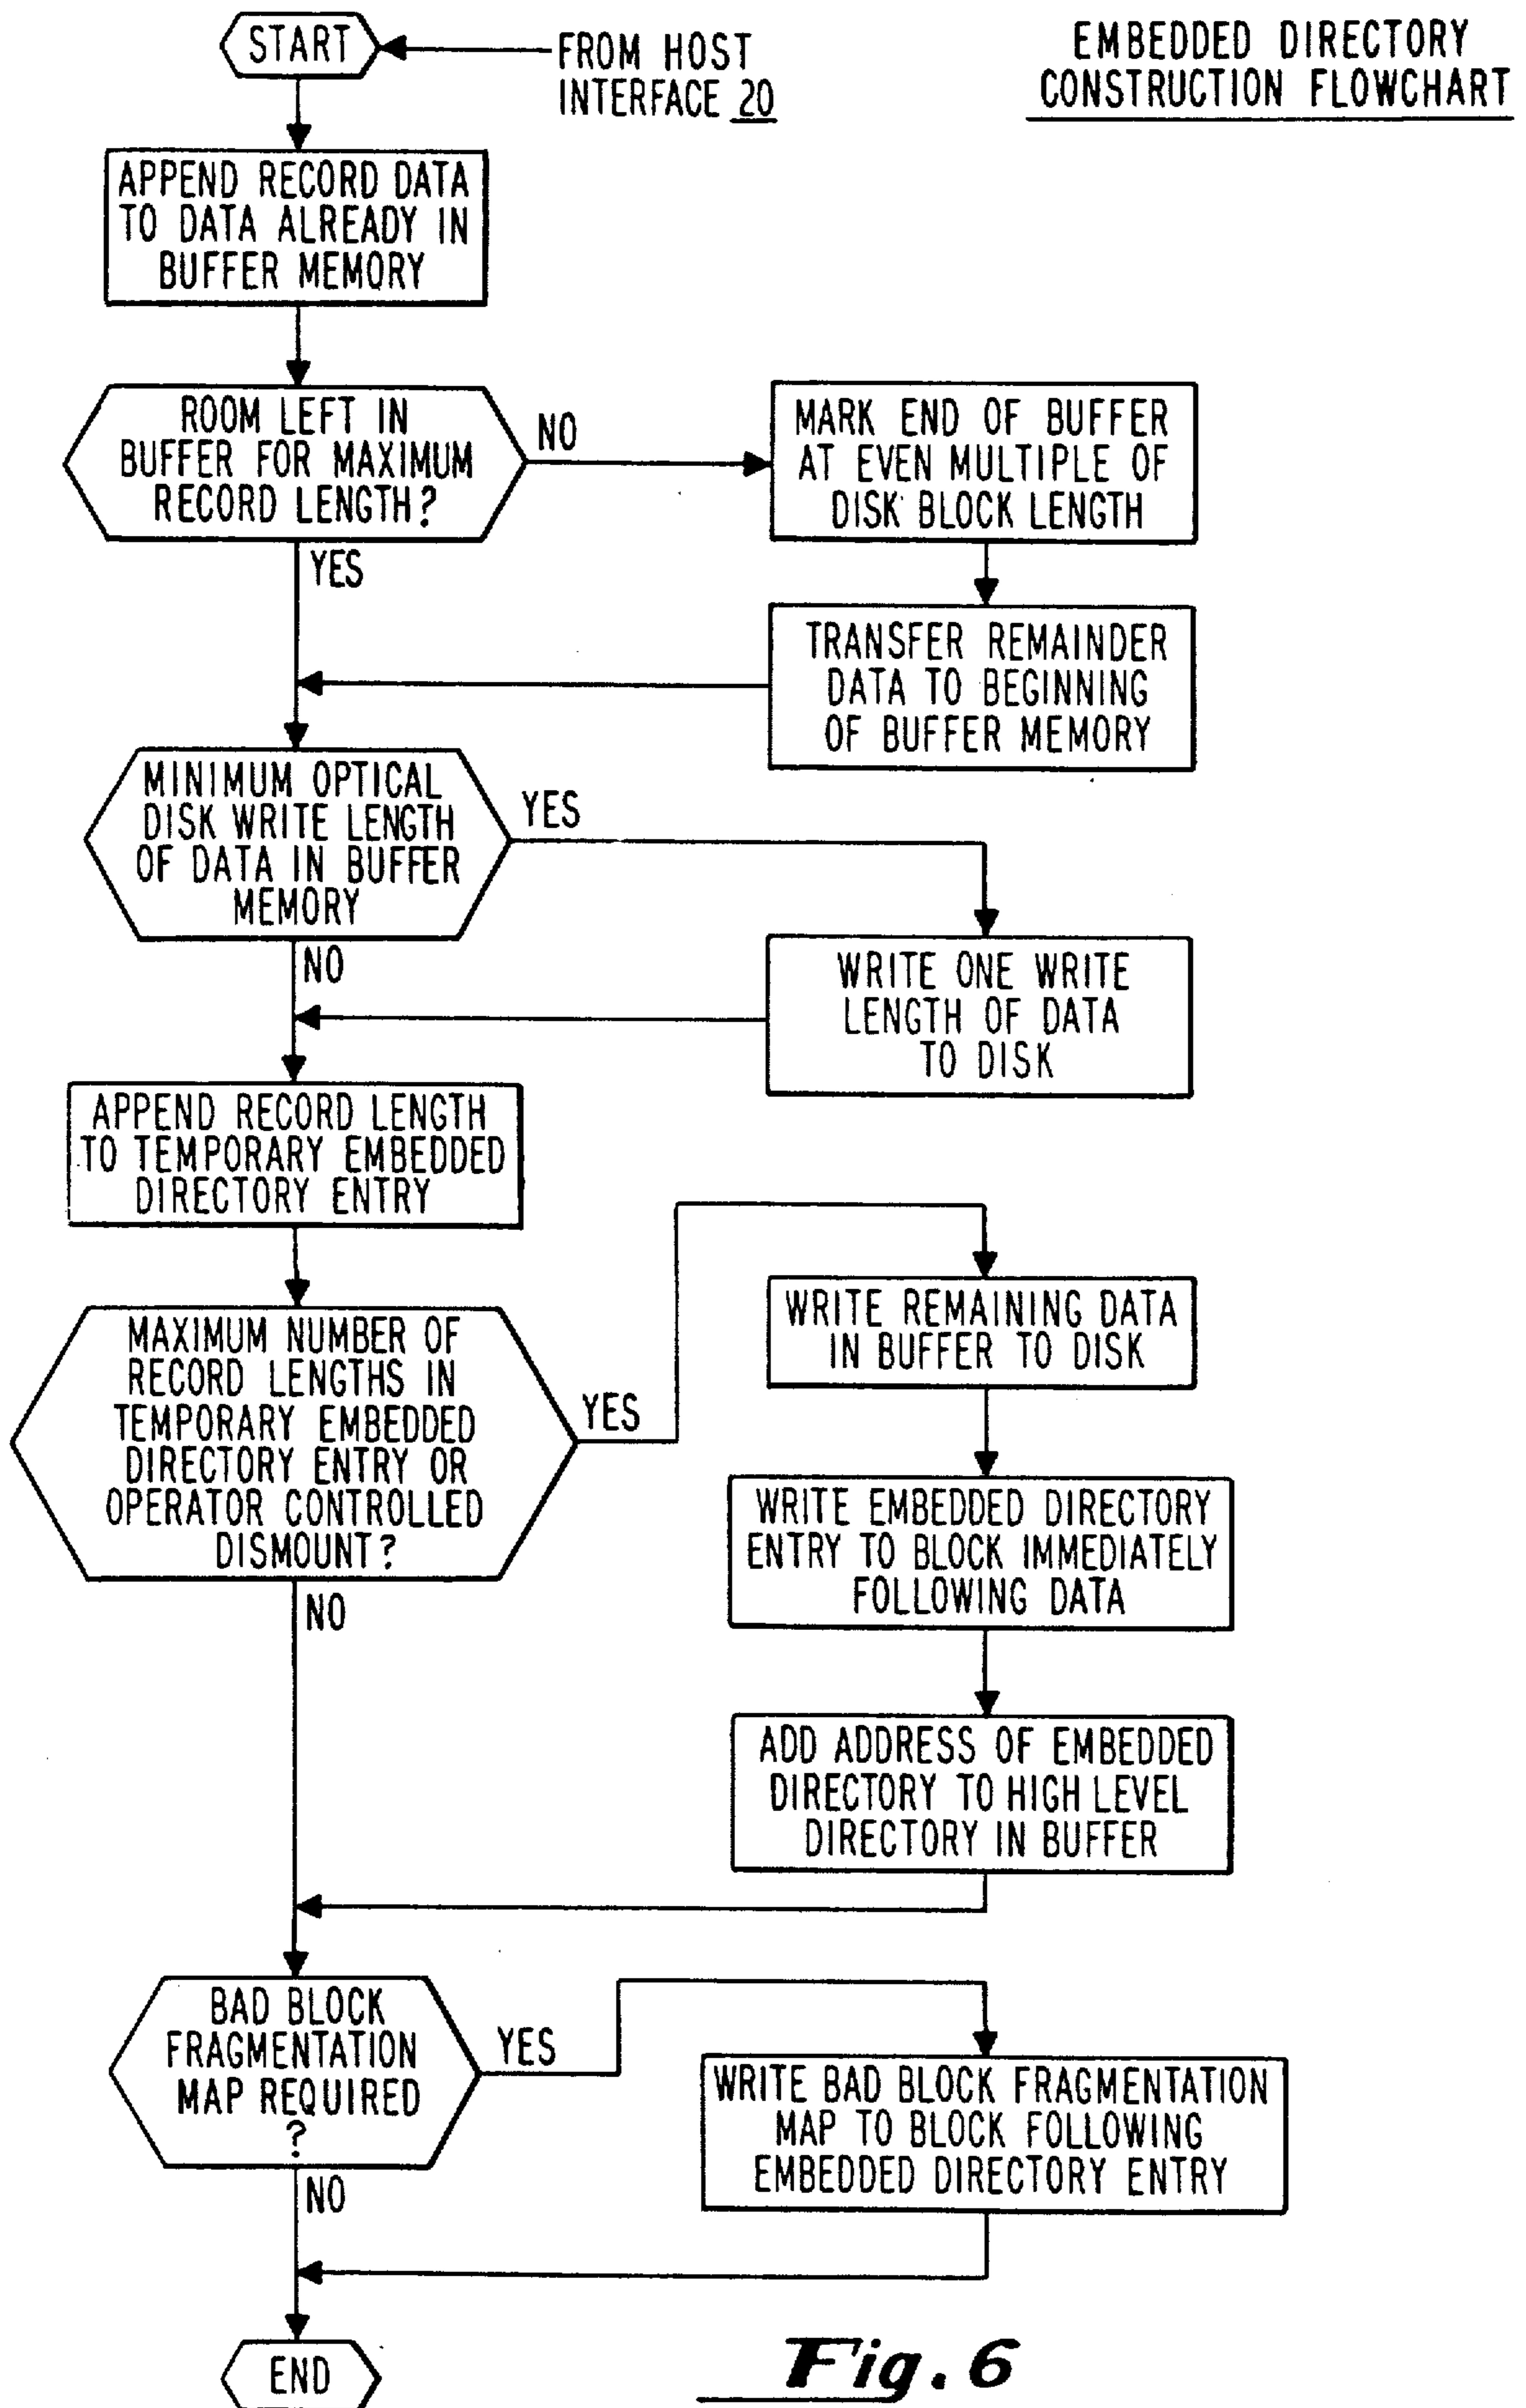 START
FROM HOST
INTERFACE 20
EMBEDDED DIRECTORY
CONSTRUCTION FLOWCHART
APPEND RECORD DATA
TO DATA ALREADY IN
BUFFER MEMORY
ROOM LEFT IN
BUFFER FOR MAXIMUM
RECORD LENGTH?
NO
MARK END OF BUFFER
AT EVEN MULTIPLE OF
DISK BLOCK LENGTH
YES
TRANSFER REMAINDER
DATA TO BEGINNING
OF BUFFER MEMORY
MINIMUM OPTICAL
DISK WRITE LENGTH
OF DATA IN BUFFER
MEMORY
YES
NO
WRITE ONE WRITE
LENGTH OF DATA
TO DISK
APPEND RECORD LENGTH
TO TEMPORARY EMBEDDED
DIRECTORY ENTRY
MAXIMUM NUMBER OF
RECORD LENGTHS IN
TEMPORARY EMBEDDED
DIRECTORY ENTRY OR
OPERATOR CONTROLLED
DISMOUNT?
YES
WRITE REMAINING DATA
IN BUFFER TO DISK
WRITE EMBEDDED DIRECTORY
ENTRY TO BLOCK IMMEDIATELY
FOLLOWING DATA
NO
ADD ADDRESS OF EMBEDDED
DIRECTORY TO HIGH LEVEL
DIRECTORY IN BUFFER
BAD BLOCK
FRAGMENTATION
MAP REQUIRED
?
YES
WRITE BAD BLOCK FRAGMENTATION
MAP TO BLOCK FOLLOWING
EMBEDDED DIRECTORY ENTRY
NO
END
Fig. 6